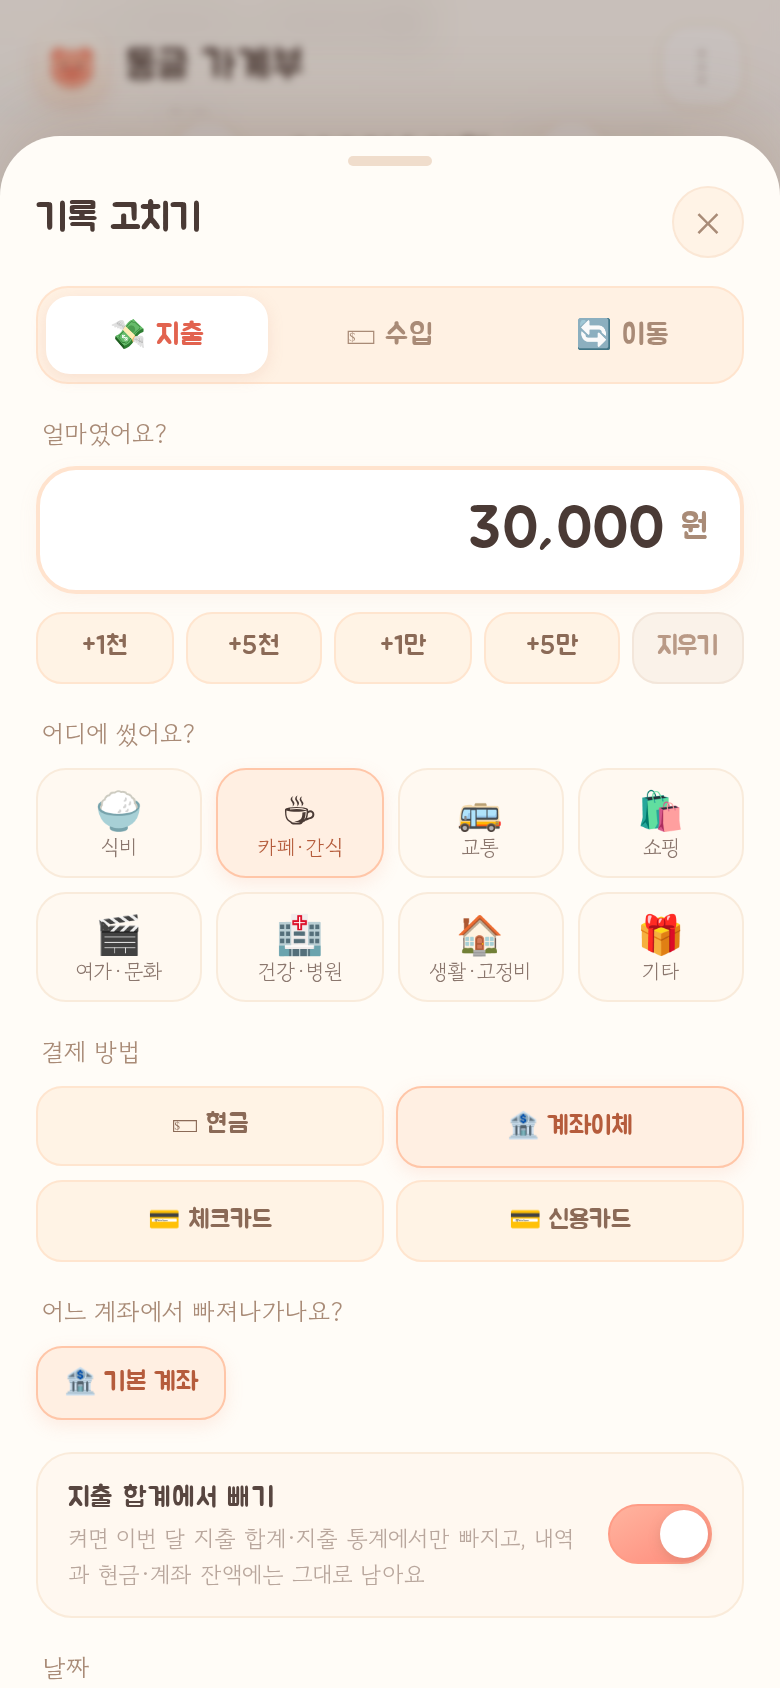 둥글 가계부
기록 고치기
지출
수입
이동
얼마였어요?
30,000 원
+1천
+5천
+1만
+5만
지우기
어디에 썼어요?
식비
카페·간식
교통
쇼핑
여가·문화
건강·병원
생활·고정비
기타
결제 방법
현금
계좌이체
체크카드
신용카드
어느 계좌에서 빠져나가나요?
기본 계좌
지출 합계에서 빼기
켜면 이번 달 지출 합계·지출 통계에서만 빠지고, 내역
과 현금·계좌 잔액에는 그대로 남아요
날짜